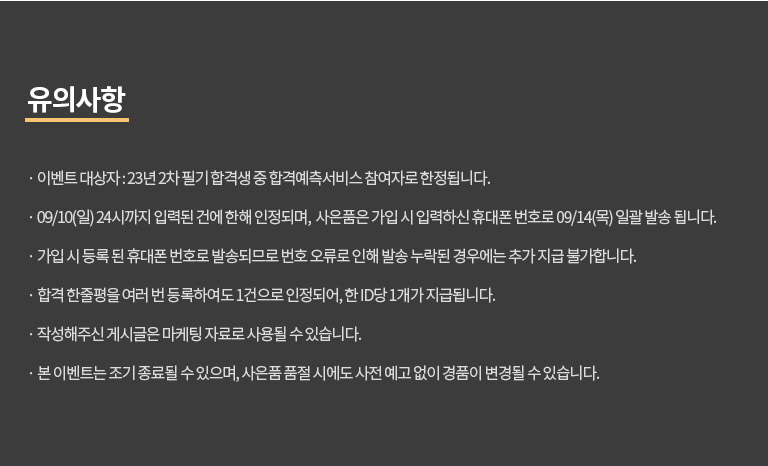 유의사항
· 이벤트 대상자 : 23년 2차 필기 합격생 중 합격예측서비스 참여자로 한정됩니다.
· 09/10(일) 24시까지 입력된 건에 한해 인정되며, 사은품은 가입 시 입력하신 휴대폰 번호로 09/14(목) 일괄 발송 됩니다.
· 가입 시 등록 된 휴대폰 번호로 발송되므로 번호 오류로 인해 발송 누락된 경우에는 추가 지급 불가합니다.
· 합격 한줄평을 여러 번 등록하여도 1건으로 인정되어, 한 ID당 1개가 지급됩니다.
· 작성해주신 게시글은 마케팅 자료로 사용될 수 있습니다.
· 본 이벤트는 조기 종료될 수 있으며, 사은품 품절 시에도 사전 예고 없이 경품이 변경될 수 있습니다.